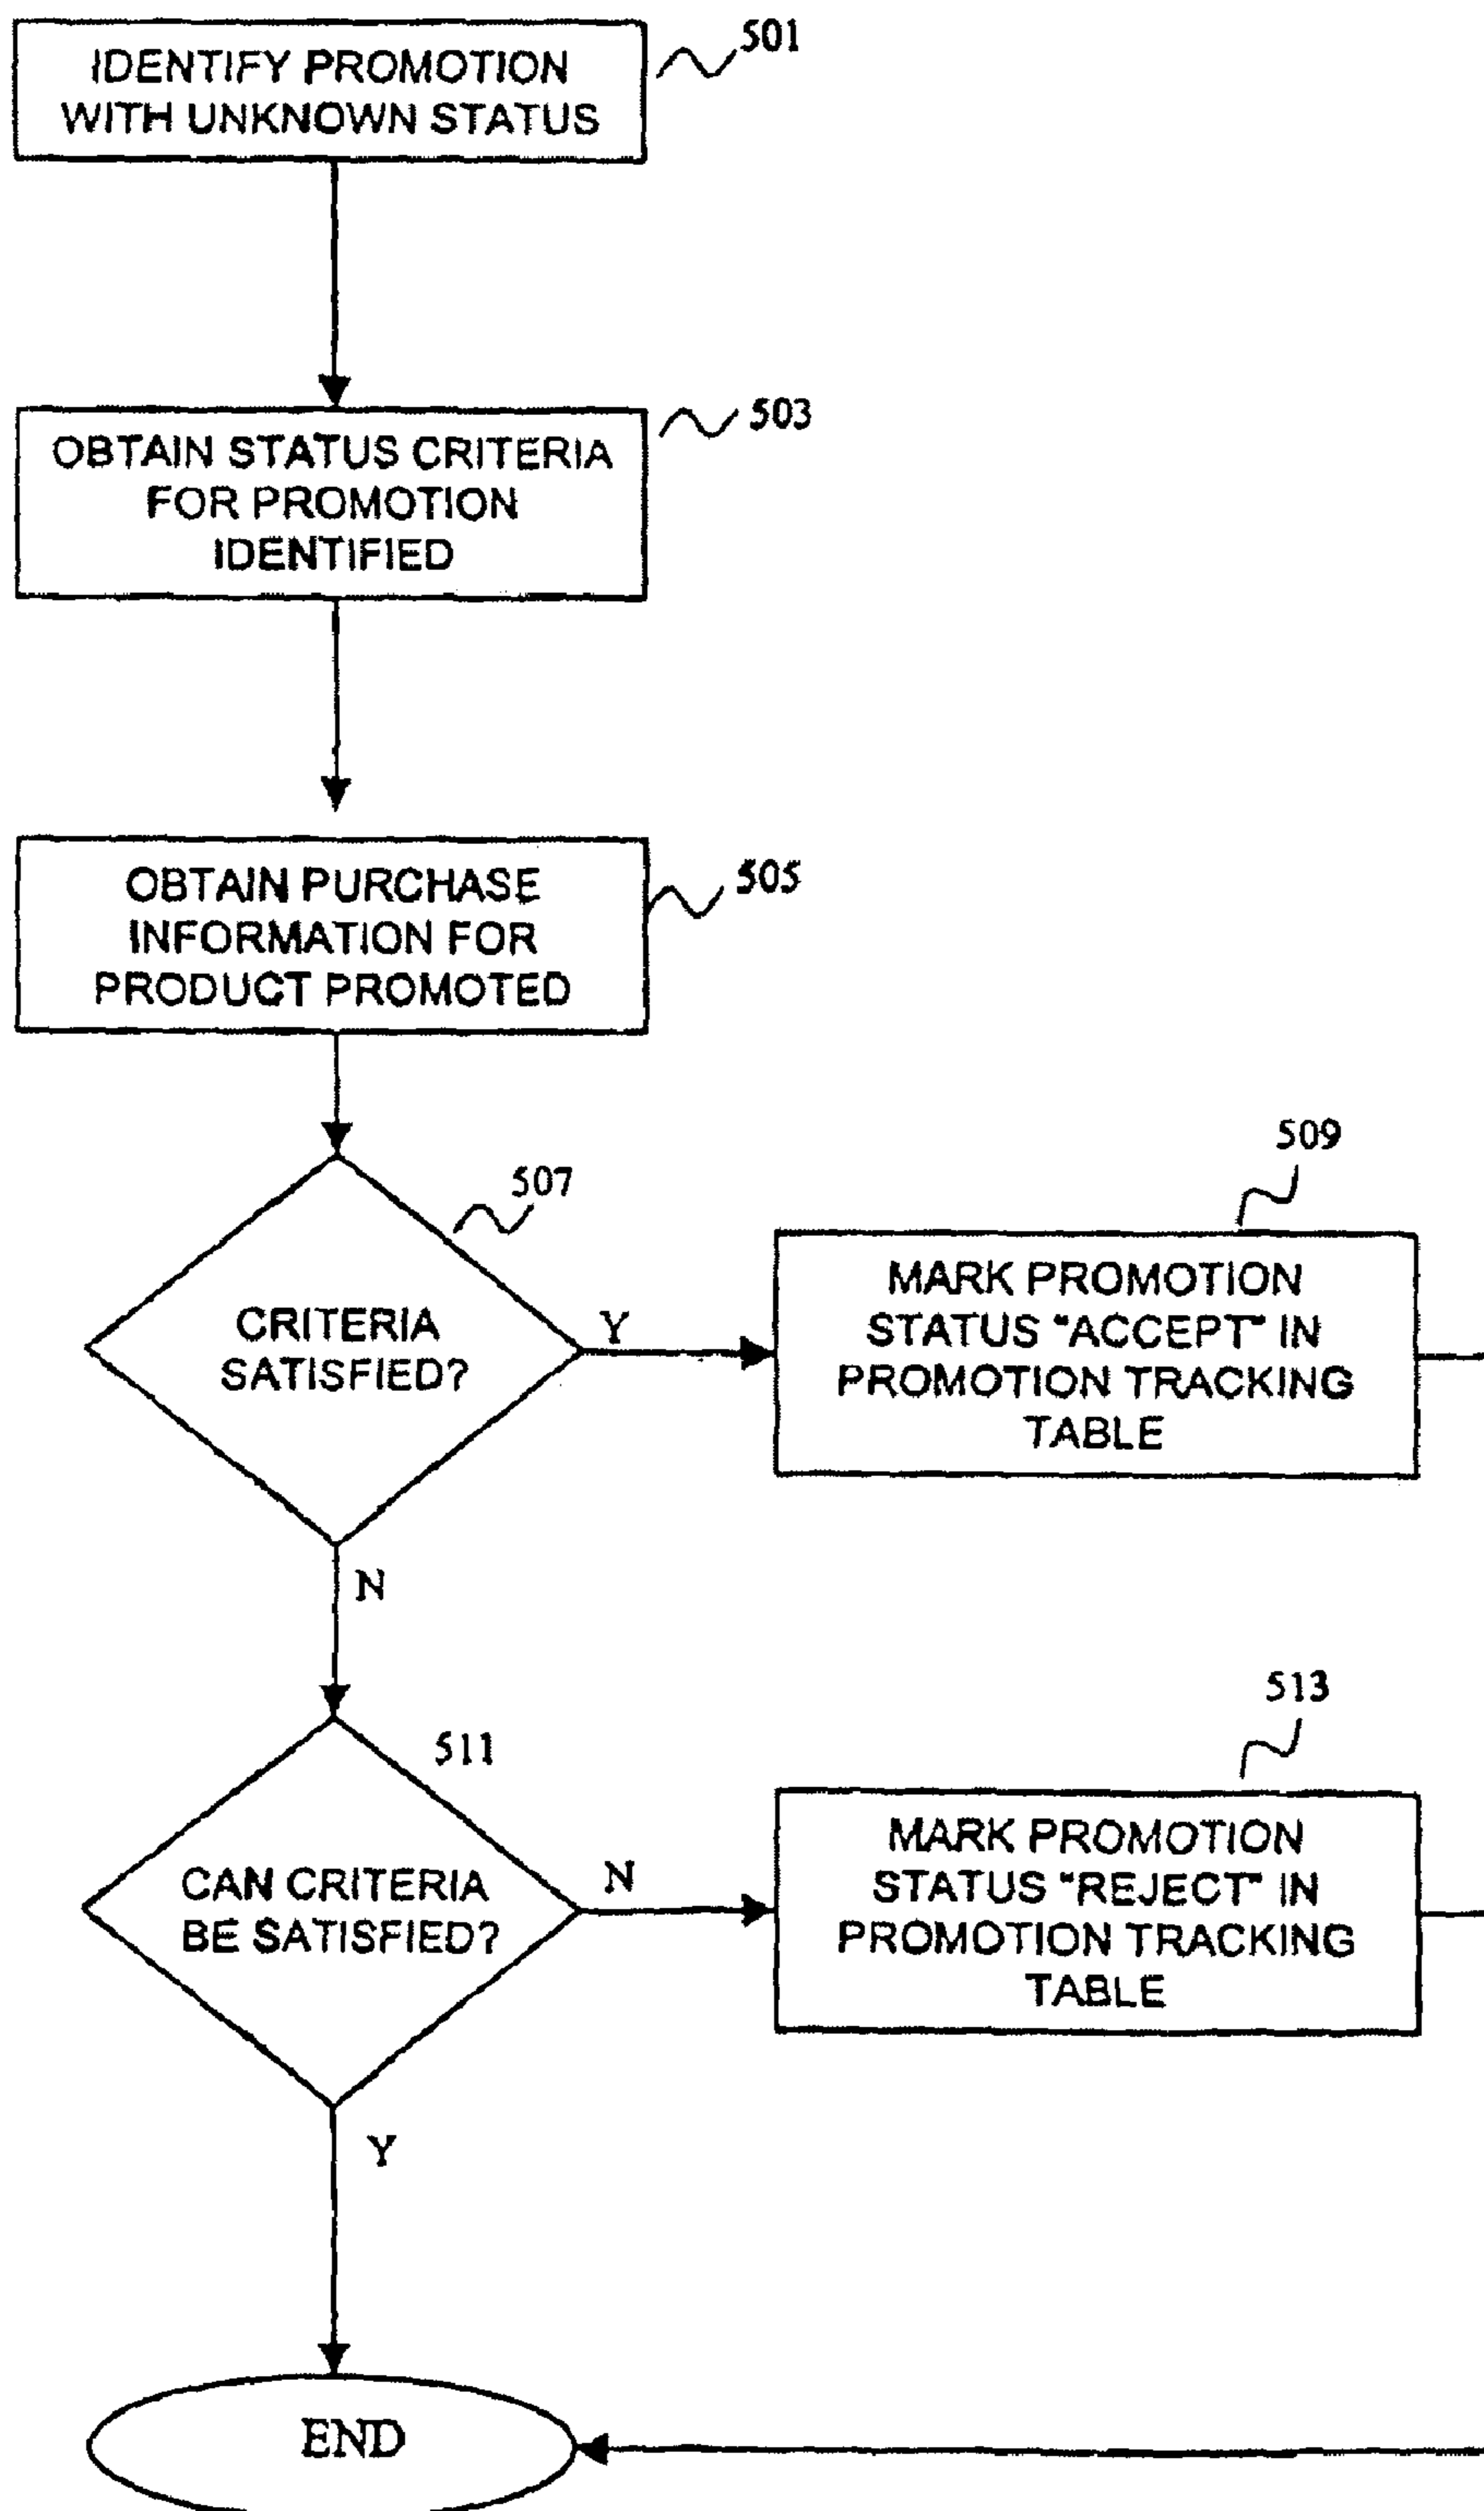 501
IDENTIFY PROMOTION
WITH UNKNOWN STATUS
503
OBTAIN STATUS CRITERIA
FOR PROMOTION
IDENTIFIED
505
OBTAIN PURCHASE
INFORMATION FOR
PRODUCT PROMOTED
507
CRITERIA
SATISFIED?
Y
509
MARK PROMOTION
STATUS "ACCEPT" IN
PROMOTION TRACKING
TABLE
N
511
CAN CRITERIA
BE SATISFIED?
N
513
MARK PROMOTION
STATUS "REJECT" IN
PROMOTION TRACKING
TABLE
Y
END